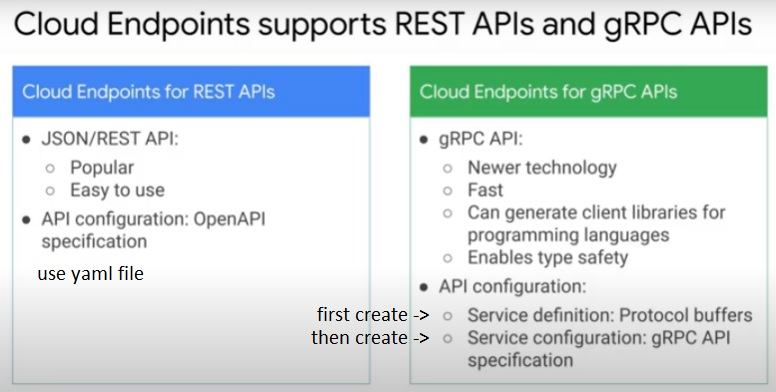 Cloud Endpoints supports REST APIs and gRPC APIs
Cloud Endpoints for REST APIs
● JSON/REST API:
○ Popular
○ Easy to use
● API configuration: OpenAPI
specification
use yaml file
Cloud Endpoints for gRPC APIs
● gRPC API:
○ Newer technology
○ Fast
○ Can generate client libraries for
programming languages
○ Enables type safety
● API configuration:
first create -> ○ Service definition: Protocol buffers
then create -> ○ Service configuration: gRPC API
specification